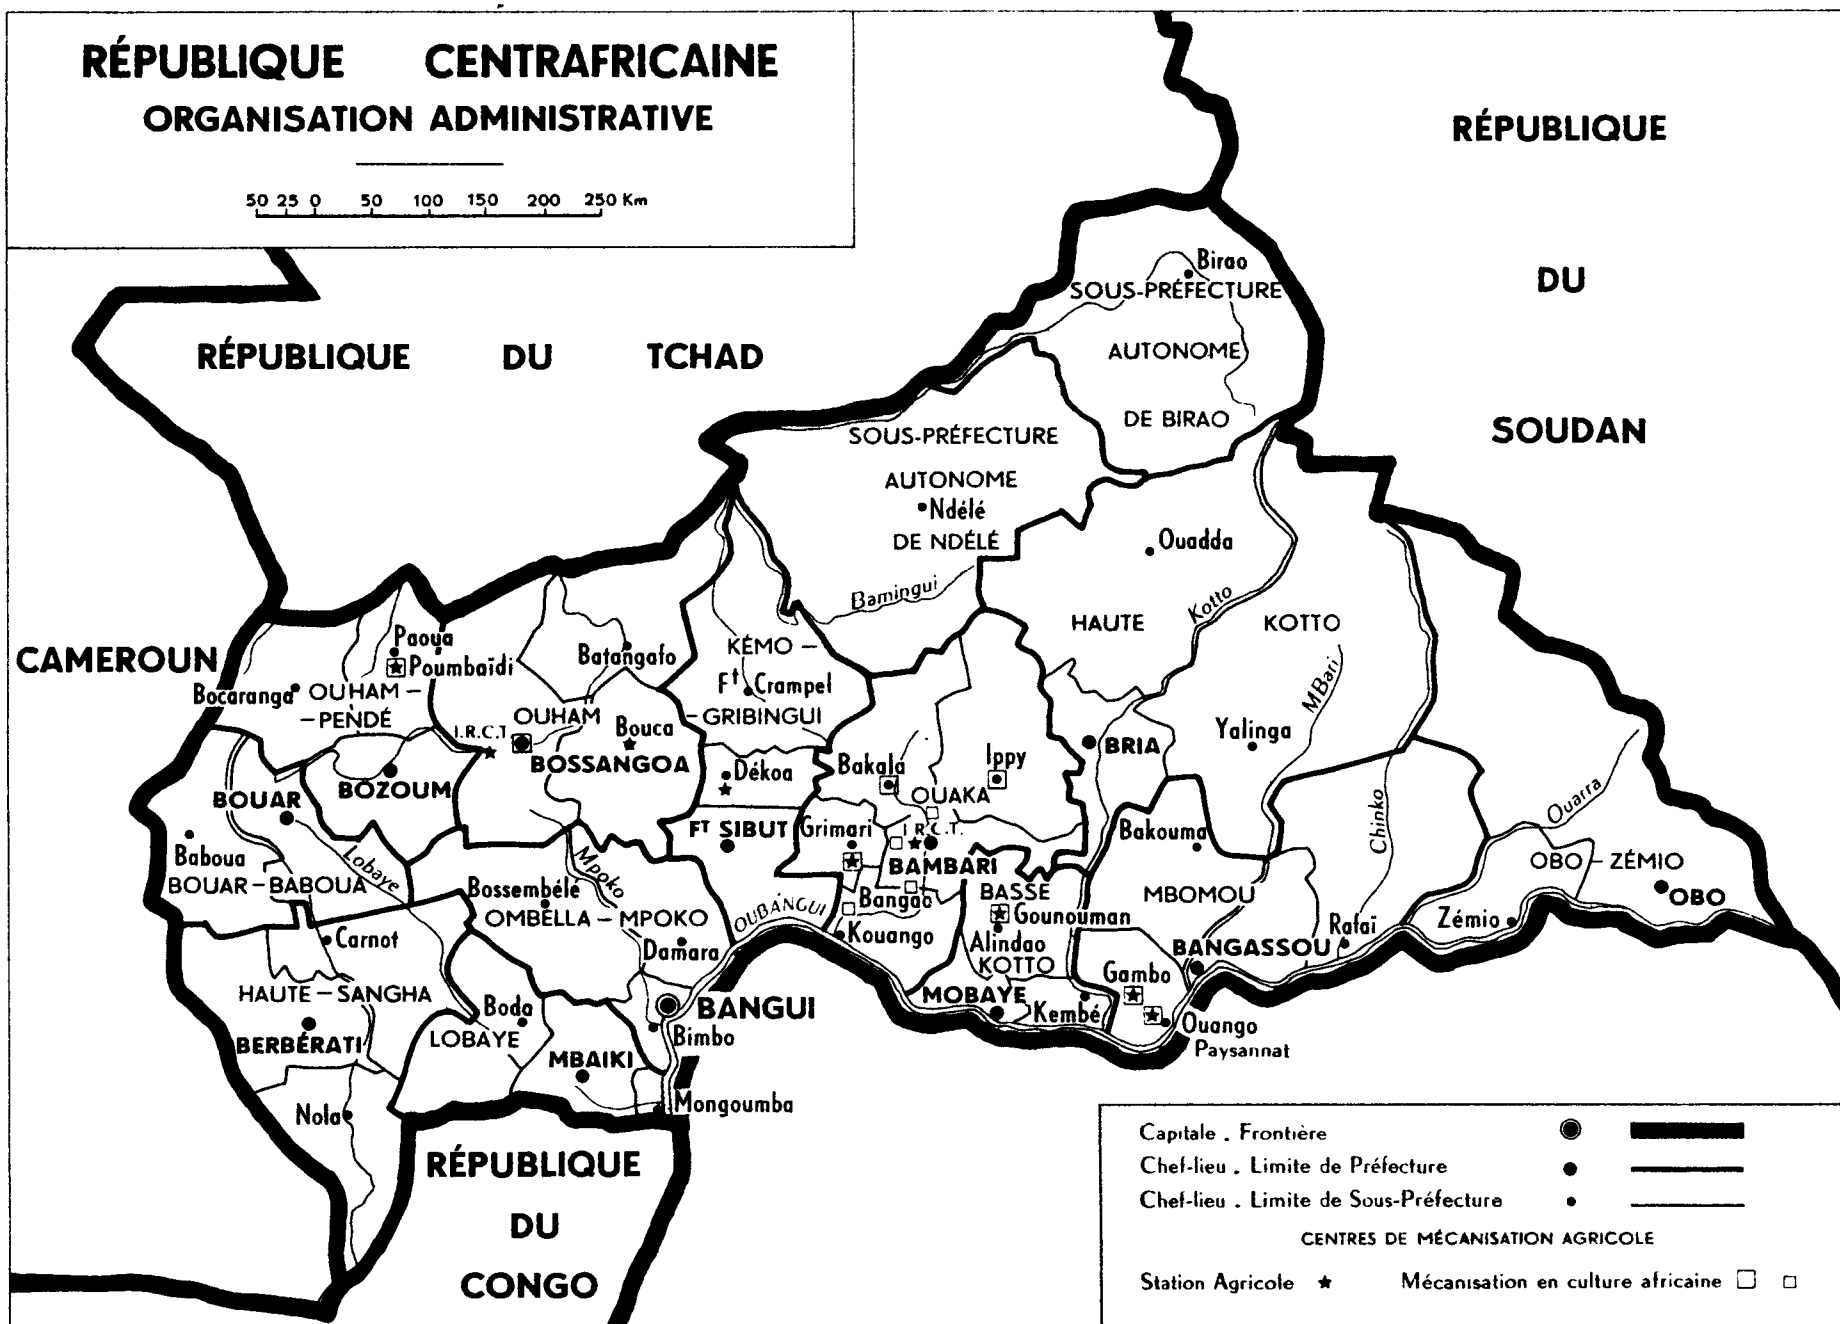 RÉPUBLIQUE CENTRAFRICAINE
ORGANISATION ADMINISTRATIVE
50 25 0 50 100 150 200 250 Km
RÉPUBLIQUE
DU
SOUDAN
RÉPUBLIQUE DU TCHAD
CAMEROUN
Birao
SOUS-PRÉFECTURE
AUTONOME
DE BIRAO
SOUS-PRÉFECTURE
AUTONOME
Ndélé
DE NDÉLÉ
Bamingui
Ouadda
HAUTE KOTTO
Kotto
MBari
Yalinga
BRIA
Chinko
Ouarra
Paoua
Poumbaïdi
Bocaranga
OUHAM-
-PENDÉ
BOZOUM
I.R.C.T.
OUHAM
Batangafo
Bouca
BOSSANGOA
KÉMO-
Ft Crampel
-GRIBINGUI
Dékoa
FT SIBUT
Bakala
Ippy
OUAKA
Grimari
I.R.C.T.
BAMBARI
Bangao
Kouango
BASSE
Gounouman
Alindao
KOTTO
MOBAYE
Kembé
Bakouma
MBOMOU
BANGASSOU
Rafaï
Gambo
Ouango
Paysannat
OBO-ZÉMIO
OBO
Zémio
BOUAR
Baboua
BOUAR-BABOUA
Lobaye
Mpoko
OUBANGUI
Bossembélé
OMBELLA-MPOKO
Damara
Carnot
HAUTE-SANGHA
BERBÉRATI
Boda
LOBAYE
MBAIKI
BANGUI
Bimbo
Mongoumba
Nola
RÉPUBLIQUE
DU
CONGO
Capitale . Frontière
Chef-lieu . Limite de Préfecture
Chef-lieu . Limite de Sous-Préfecture
CENTRES DE MÉCANISATION AGRICOLE
Station Agricole ★ Mécanisation en culture africaine